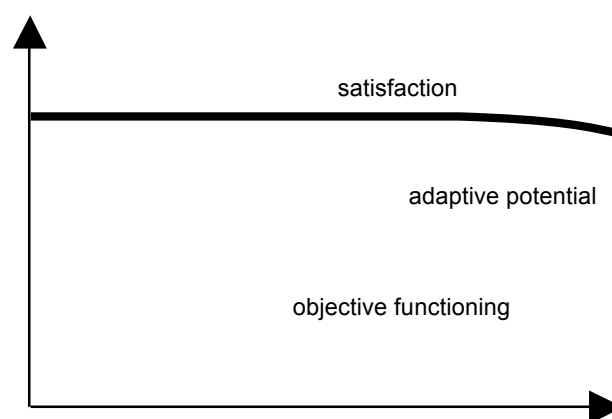 satisfaction
adaptive potential
objective functioning